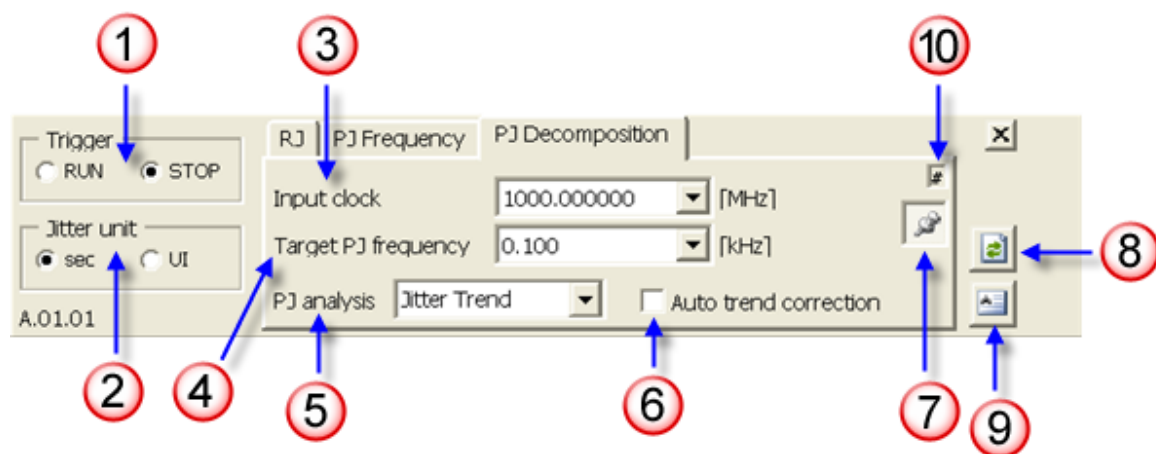 1
3
10
Trigger
RUN STOP
RJ PJ Frequency PJ Decomposition
#
Input clock 1000.000000 [MHz]
Jitter unit
sec UI
Target PJ frequency 0.100 [kHz]
8
PJ analysis Jitter Trend Auto trend correction
A.01.01
2
4
5
6
7
9